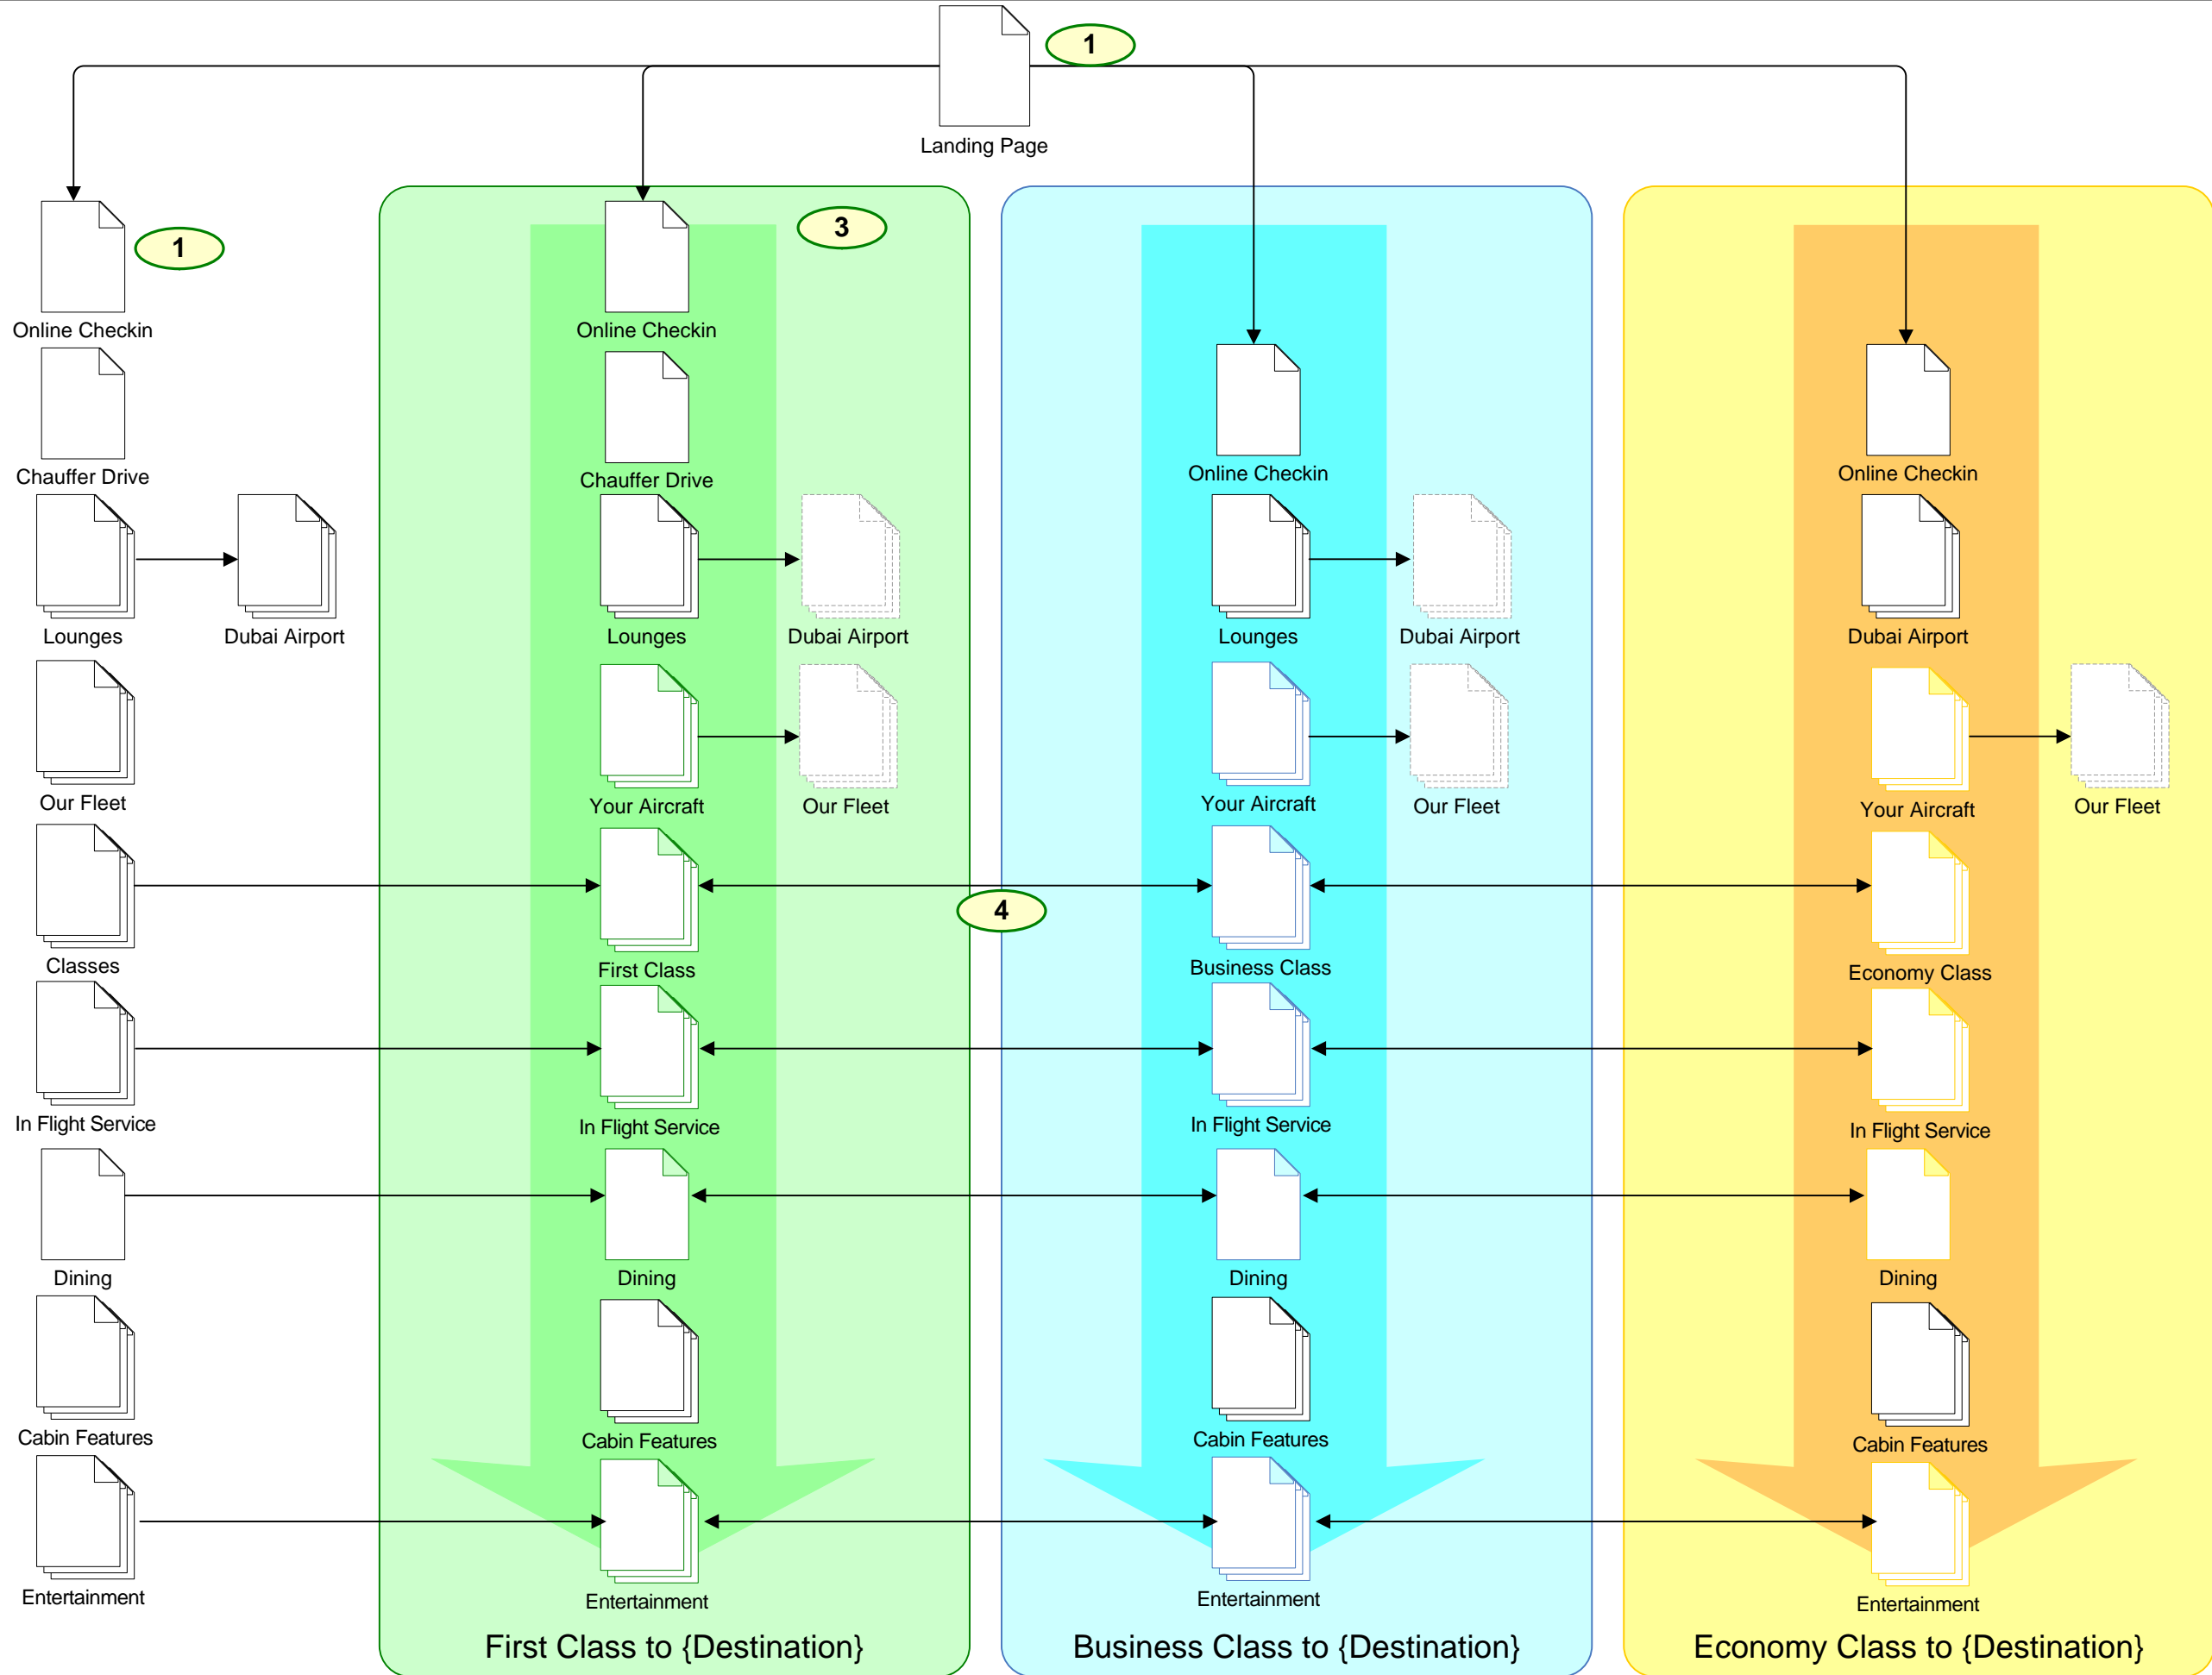 1
Landing Page
1
Online Checkin
Chauffer Drive
Lounges
Dubai Airport
Our Fleet
Classes
In Flight Service
Dining
Cabin Features
Entertainment
3
Online Checkin
Chauffer Drive
Lounges
Dubai Airport
Your Aircraft
Our Fleet
First Class
In Flight Service
Dining
Cabin Features
Entertainment
First Class to {Destination}
4
Online Checkin
Lounges
Dubai Airport
Your Aircraft
Our Fleet
Business Class
In Flight Service
Dining
Cabin Features
Entertainment
Business Class to {Destination}
Online Checkin
Dubai Airport
Your Aircraft
Our Fleet
Economy Class
In Flight Service
Dining
Cabin Features
Entertainment
Economy Class to {Destination}